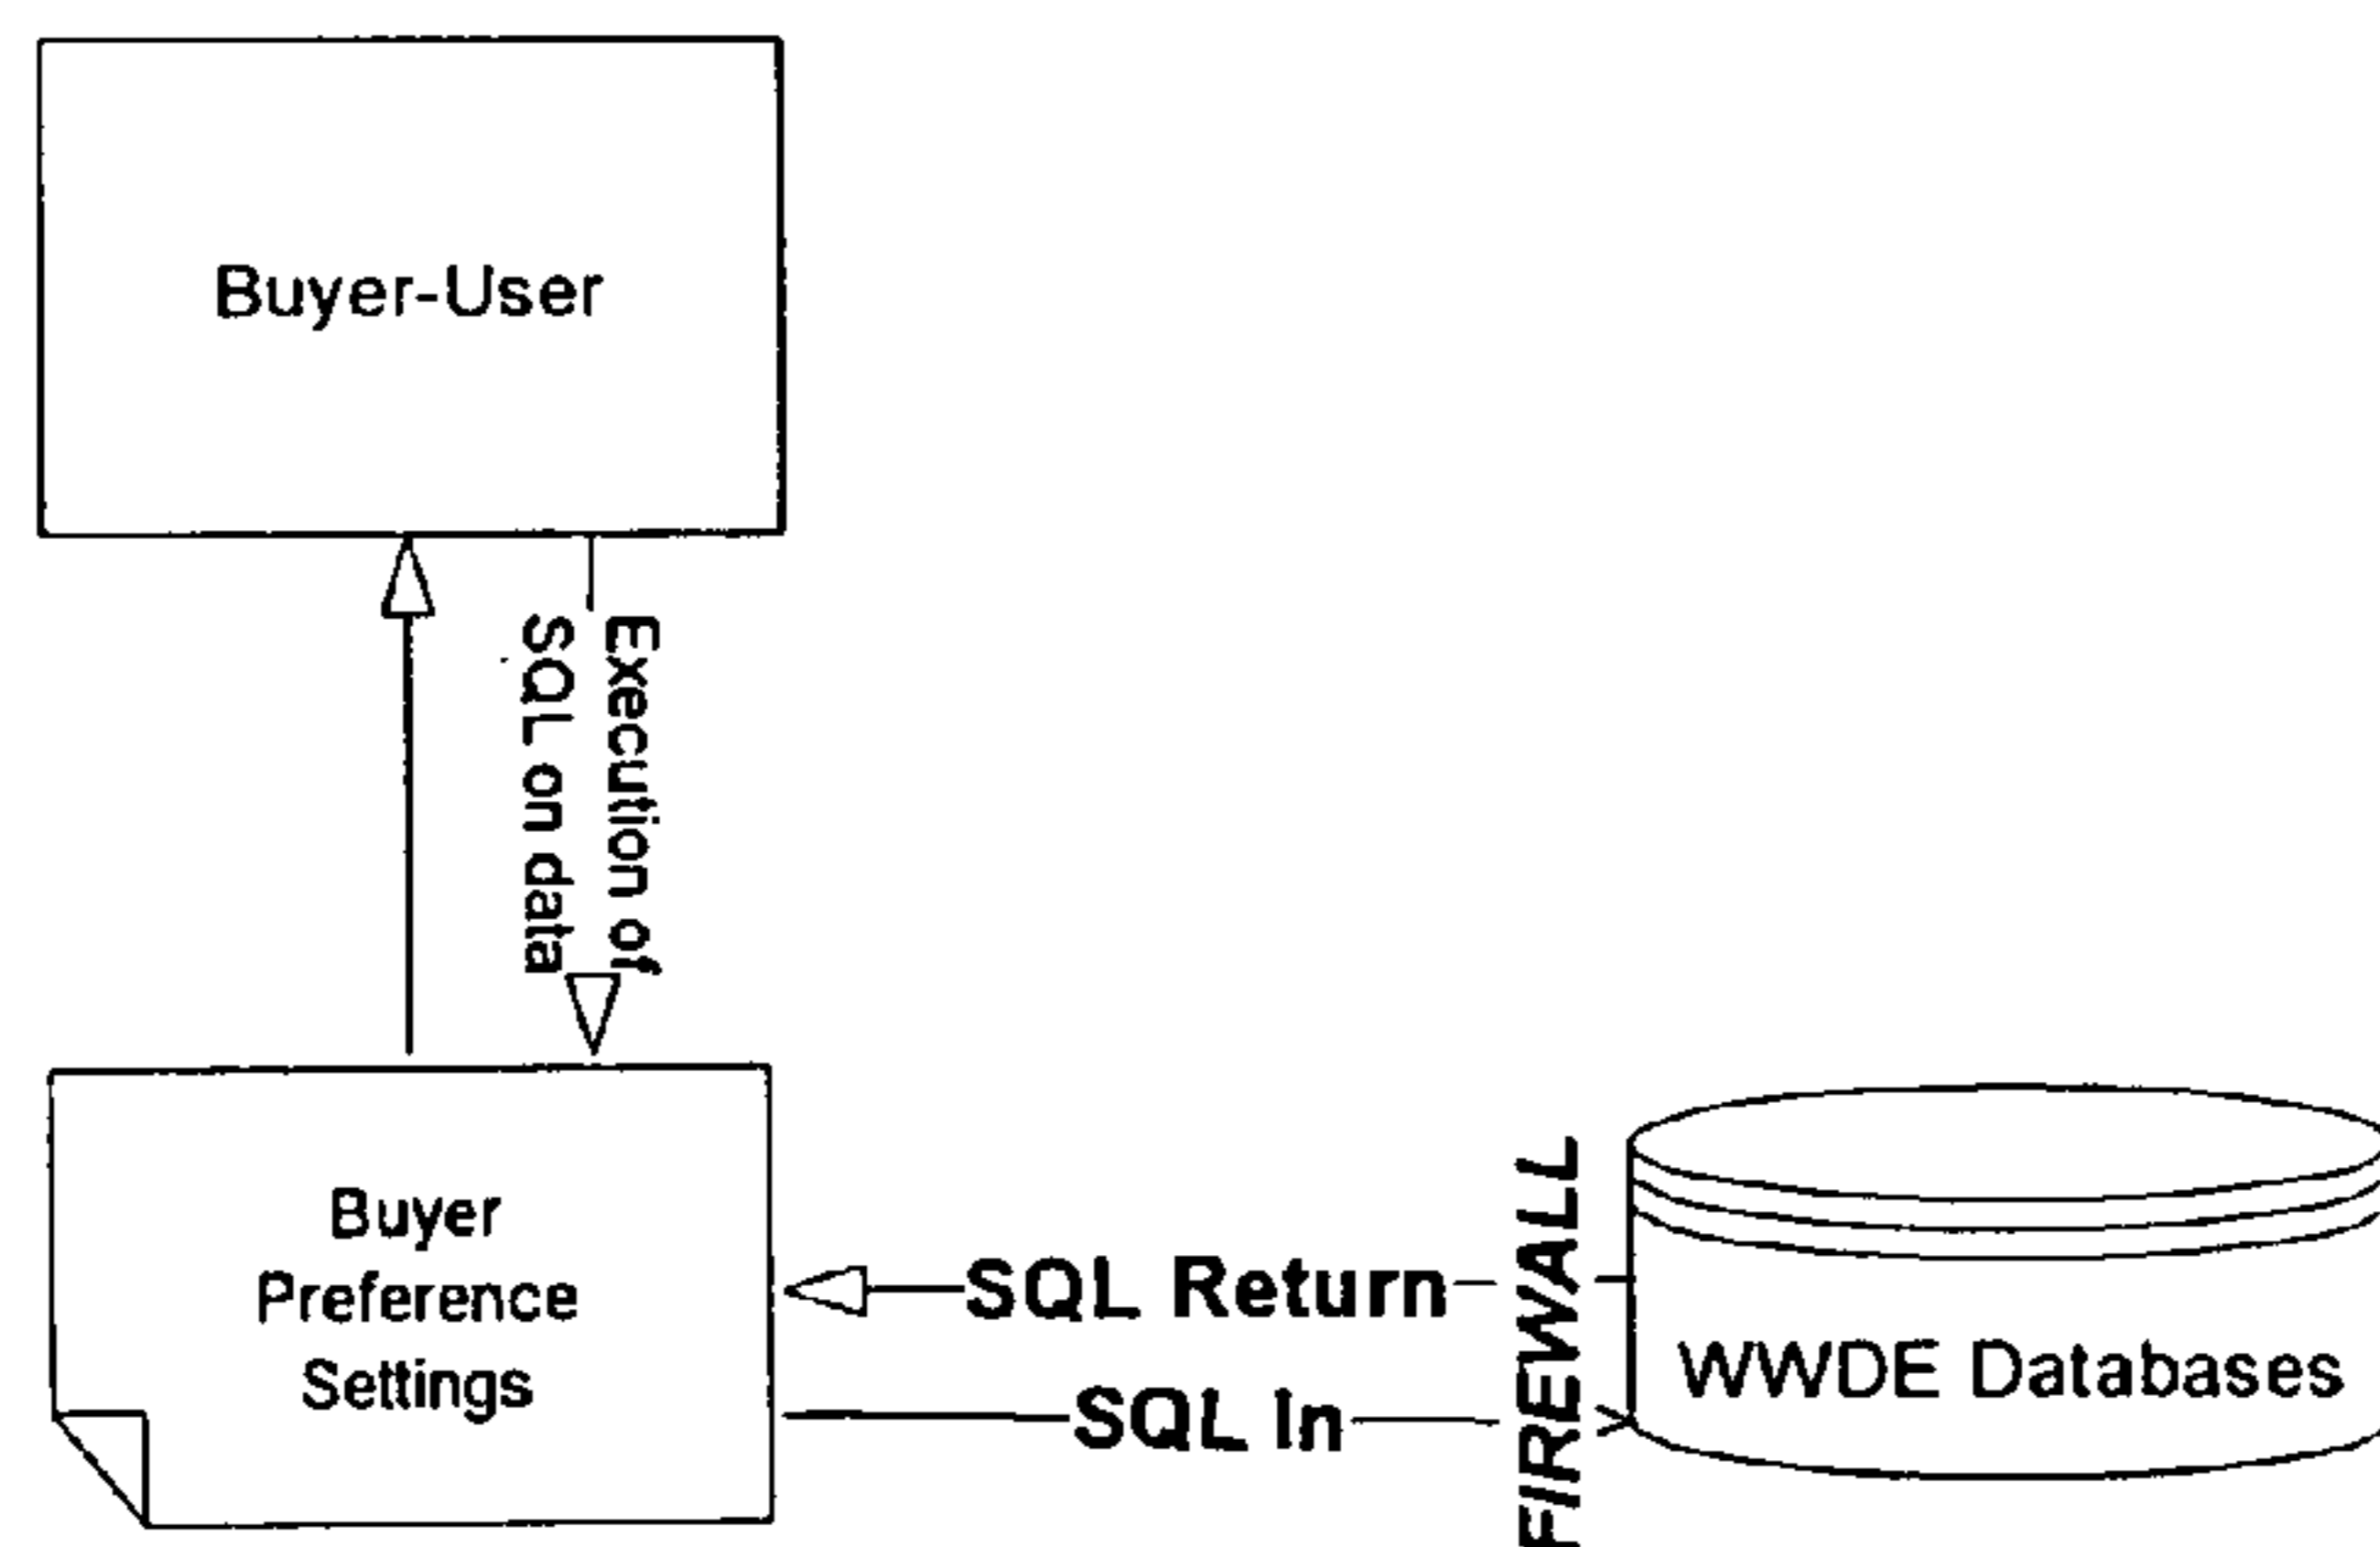 Buyer-User
Execution of
SQL on data
Buyer
Preference
Settings
SQL Return
SQL In
FIREWALL
WWDE Databases